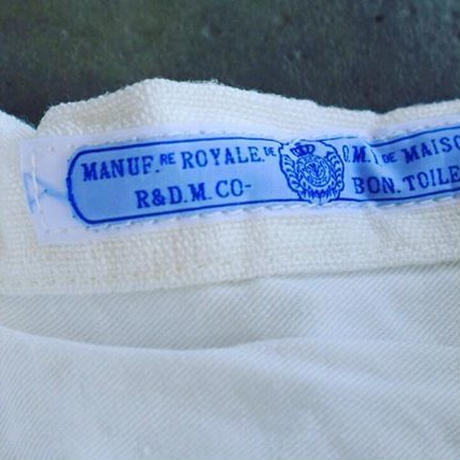 MANUF.RE ROYALE.DE O.M. DE MAISO
R&D.M.CO- BON.TOILE